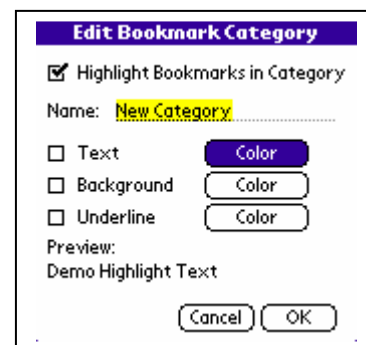 Edit Bookmark Category
Highlight Bookmarks in Category
Name: New Category
Text Color
Background Color
Underline Color
Preview:
Demo Highlight Text
Cancel OK